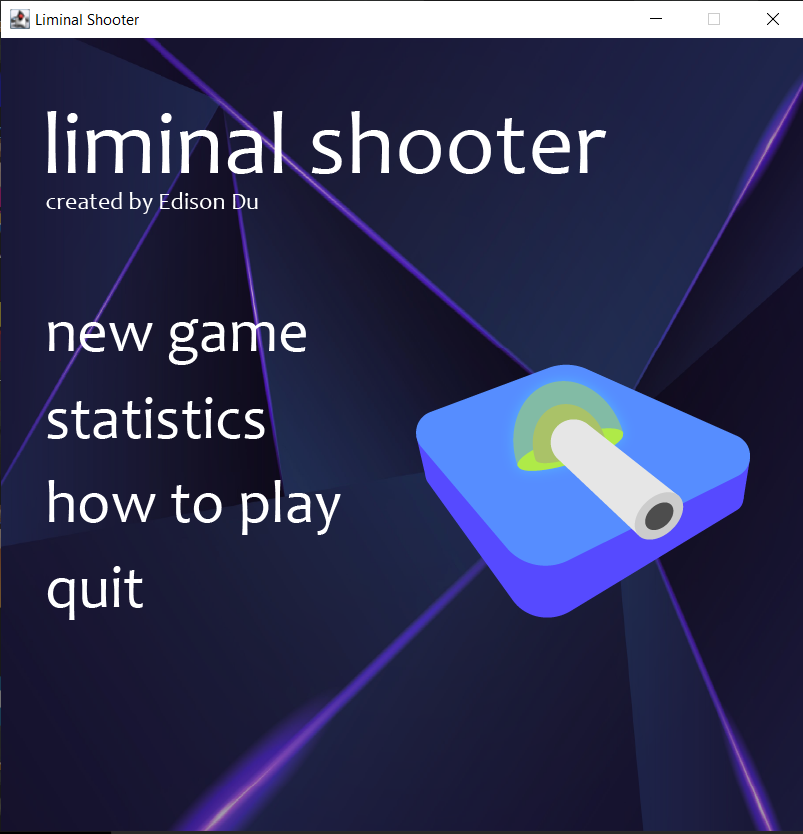 Liminal Shooter
liminal shooter
created by Edison Du
new game
statistics
how to play
quit